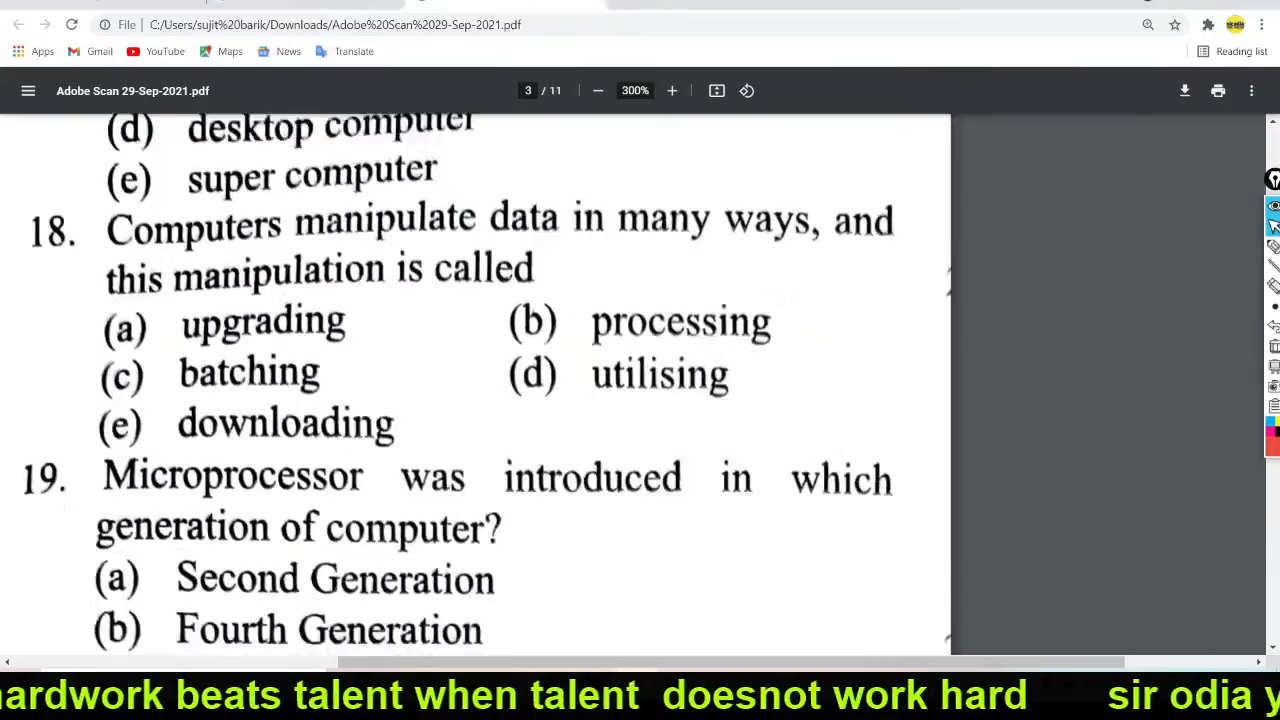 File | C:/Users/sujit%20barik/Downloads/Adobe%20Scan%2029-Sep-2021.pdf
Apps Gmail YouTube Maps News Translate Reading list
Adobe Scan 29-Sep-2021.pdf 3 / 11 − 300% +
(d) desktop computer
(e) super computer
18. Computers manipulate data in many ways, and
this manipulation is called
(a) upgrading (b) processing
(c) batching (d) utilising
(e) downloading
19. Microprocessor was introduced in which
generation of computer?
(a) Second Generation
(b) Fourth Generation
hardwork beats talent when talent doesnot work hard sir odia y